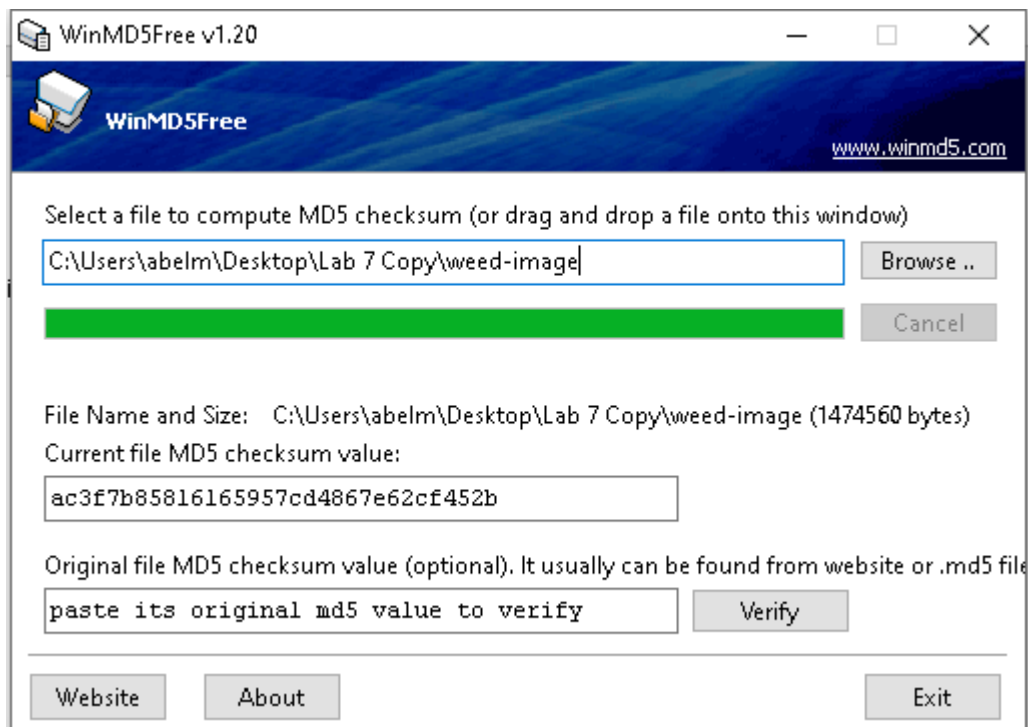 WinMD5Free v1.20
WinMD5Free
www.winmd5.com
Select a file to compute MD5 checksum (or drag and drop a file onto this window)
C:\Users\abelm\Desktop\Lab 7 Copy\weed-image
Browse ..
Cancel
File Name and Size: C:\Users\abelm\Desktop\Lab 7 Copy\weed-image (1474560 bytes)
Current file MD5 checksum value:
ac3f7b85816165957cd4867e62cf452b
Original file MD5 checksum value (optional). It usually can be found from website or .md5 file
paste its original md5 value to verify
Verify
Website
About
Exit